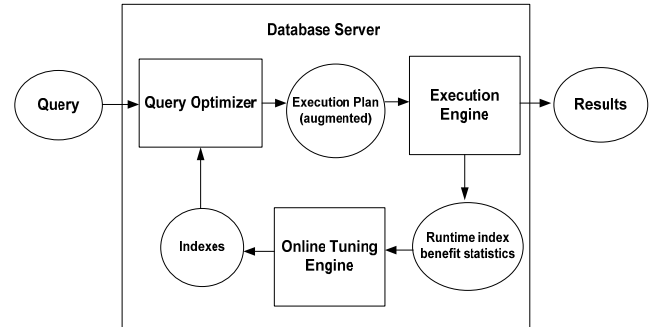 Database Server
Query
Query Optimizer
Execution Plan
(augmented)
Execution
Engine
Results
Indexes
Online Tuning
Engine
Runtime index
benefit statistics